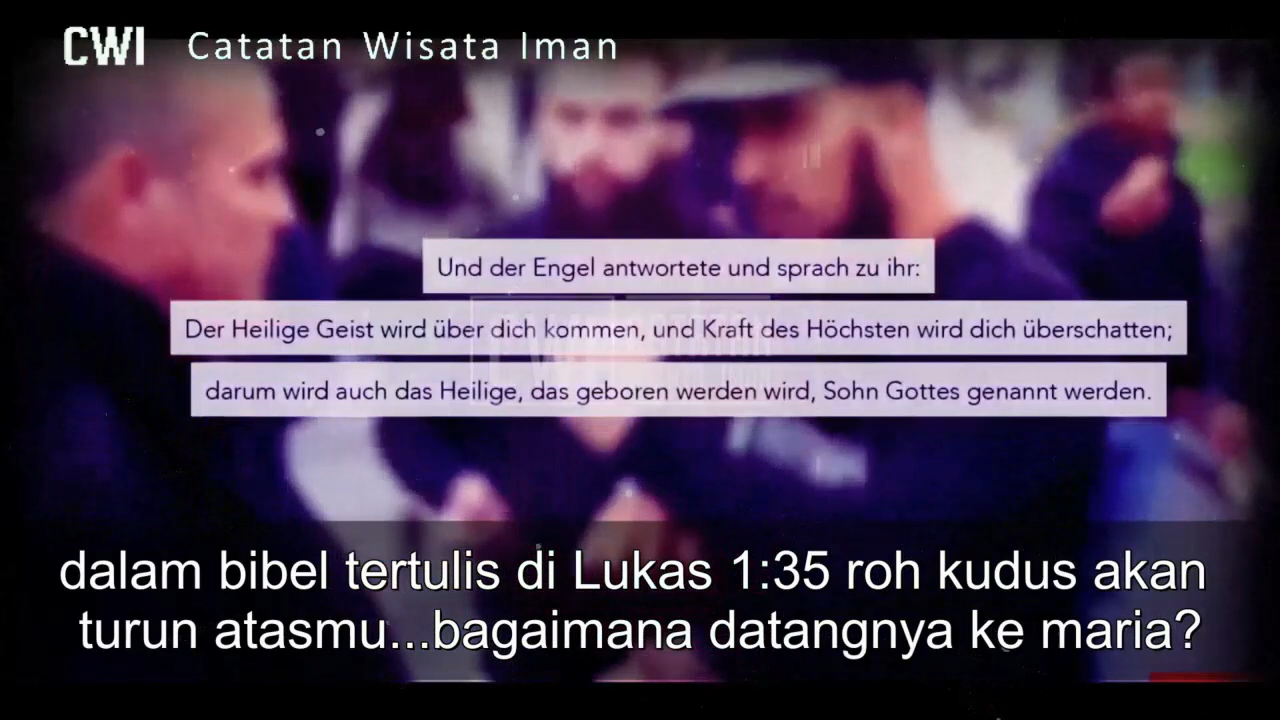 CWI Catatan Wisata Iman
Und der Engel antwortete und sprach zu ihr:
Der Heilige Geist wird über dich kommen, und Kraft des Höchsten wird dich überschatten;
darum wird auch das Heilige, das geboren werden wird, Sohn Gottes genannt werden.
dalam bibel tertulis di Lukas 1:35 roh kudus akan
turun atasmu...bagaimana datangnya ke maria?